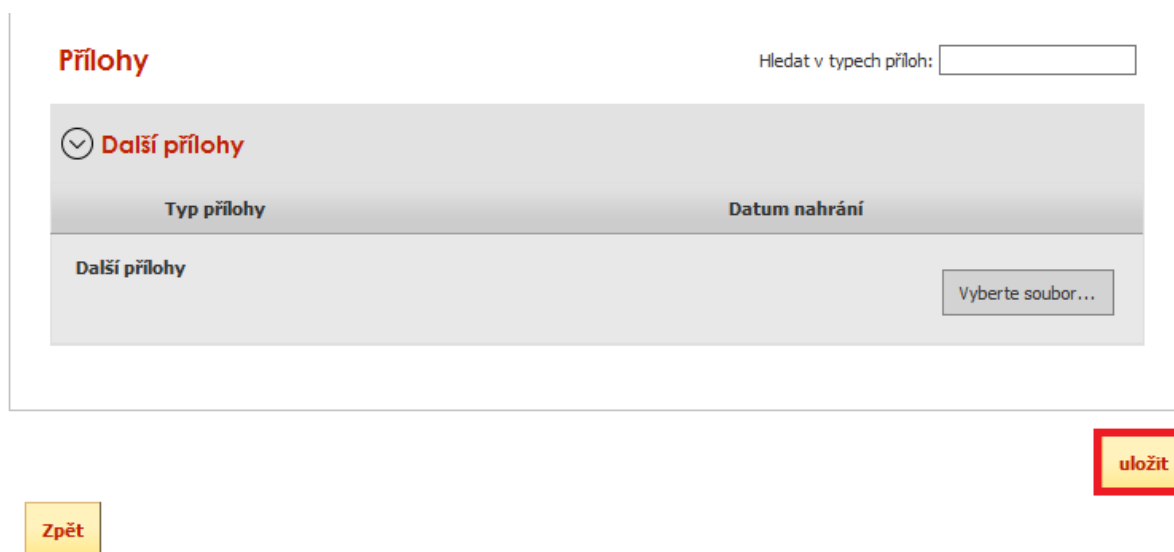 Přílohy
Hledat v typech příloh:
Další přílohy
Typ přílohy Datum nahrání
Další přílohy
Vyberte soubor...
uložit
Zpět